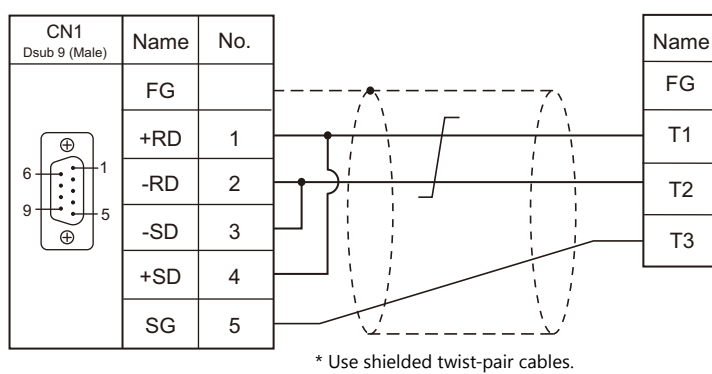 CN1
Dsub 9 (Male)
Name
No.
Name
FG
FG
+RD
1
T1
-RD
2
T2
-SD
3
T3
+SD
4
SG
5
6
1
9
5
* Use shielded twist-pair cables.